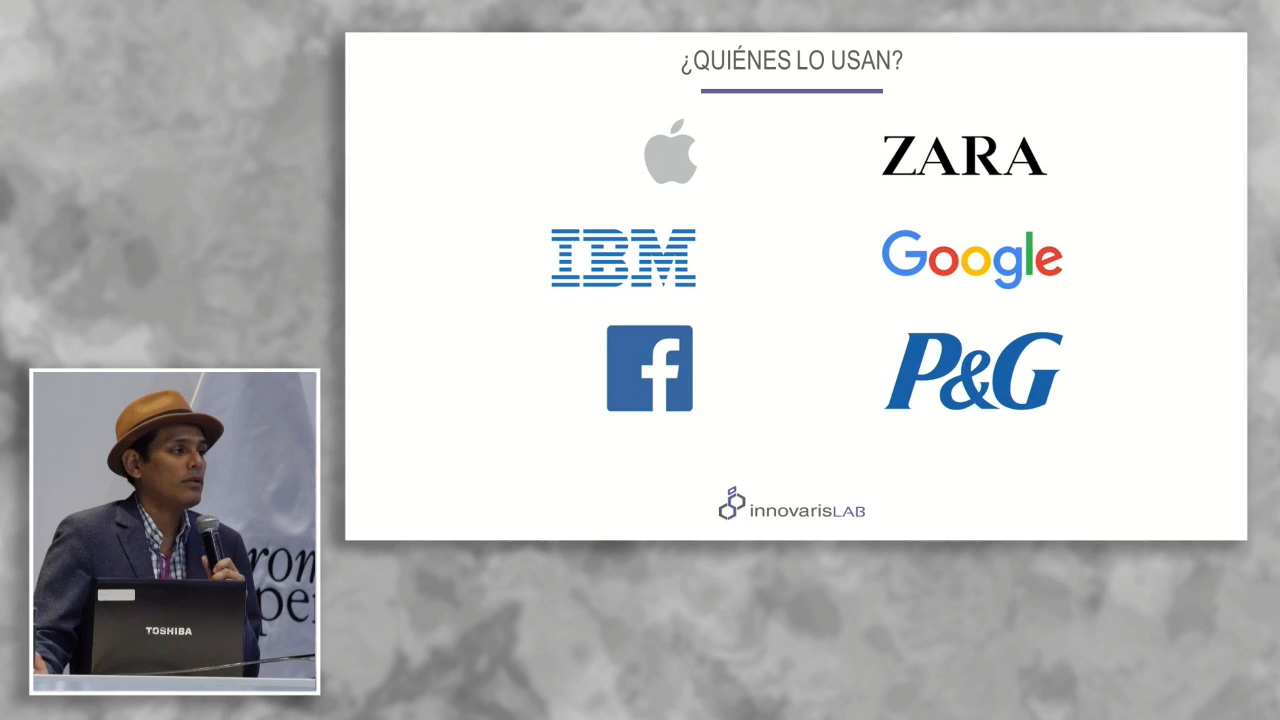 ¿QUIÉNES LO USAN?
ZARA
IBM
Google
f
P&G
innovarisLAB
TOSHIBA